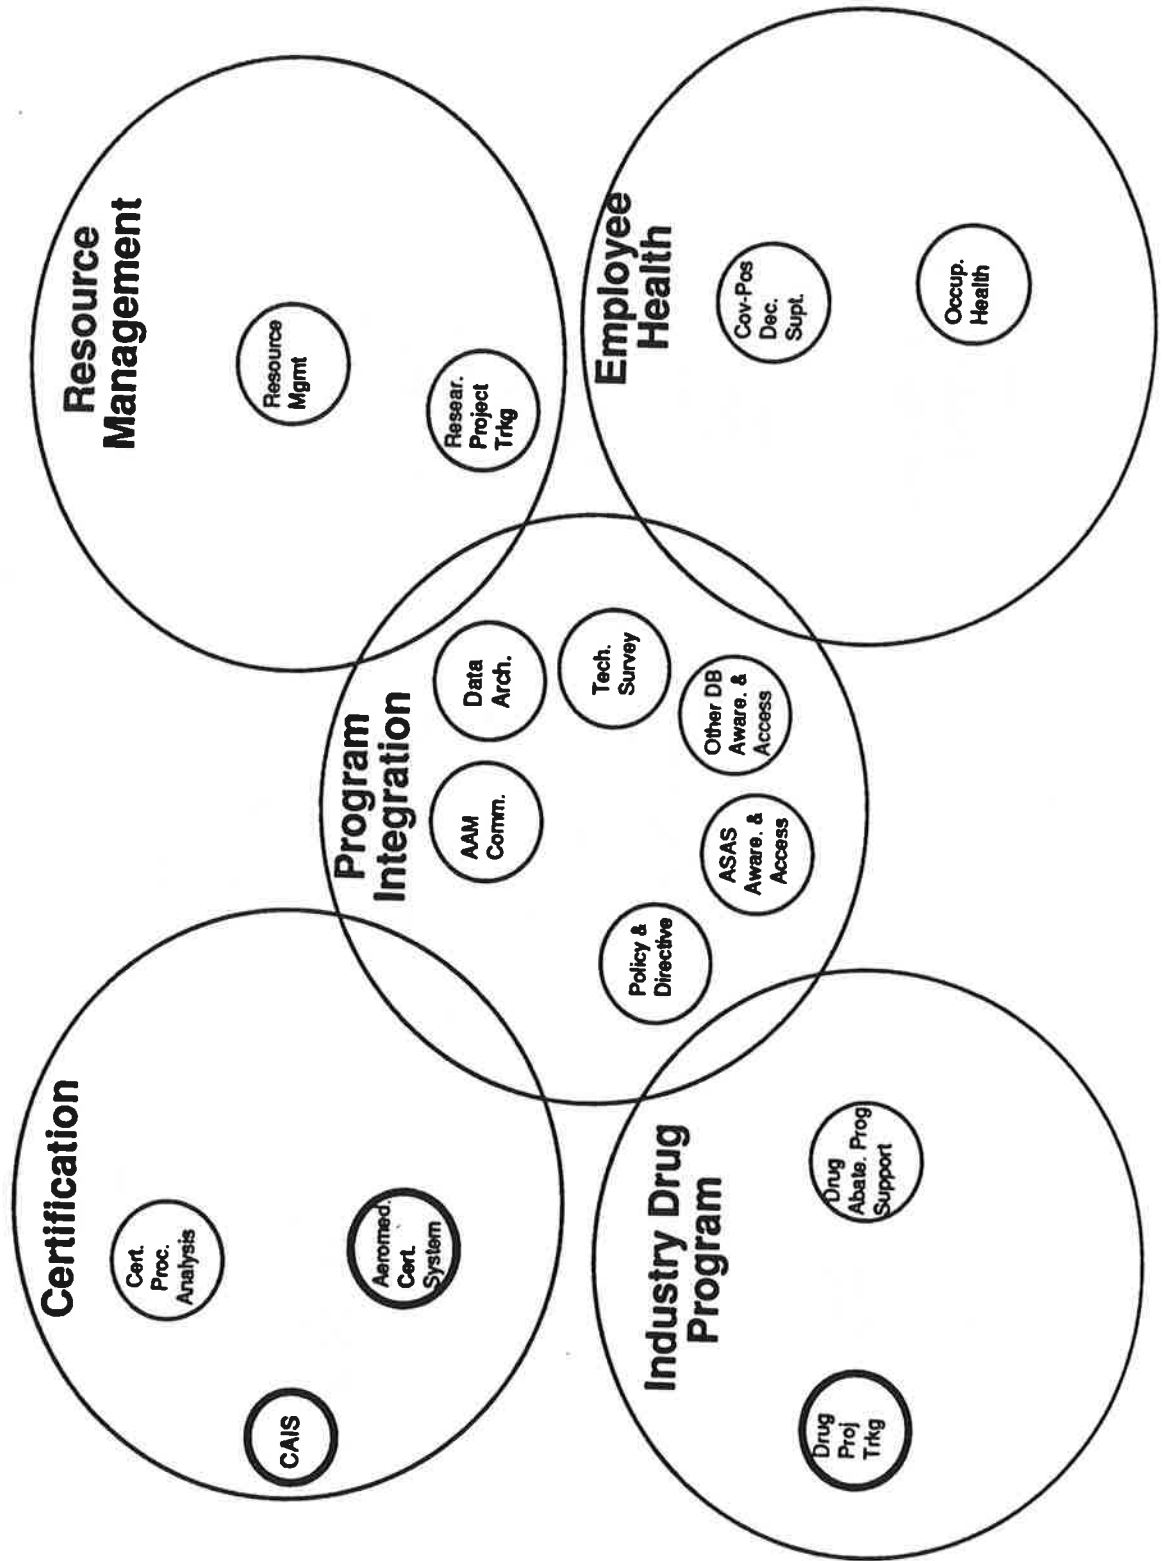 Certification
Cert.
Proc.
Analysis
CAIS
Aeromed.
Cert.
System
Resource
Management
Resource
Mgmt
Resear.
Project
Trkg
Program
Integration
AAM
Comm.
Data
Arch.
Tech.
Survey
Policy &
Directive
ASAS
Aware. &
Access
Other DB
Aware. &
Access
Industry Drug
Program
Drug
Proj
Trkg
Drug
Abate. Prog
Support
Employee
Health
Cov-Pos
Dec.
Supt.
Occup.
Health